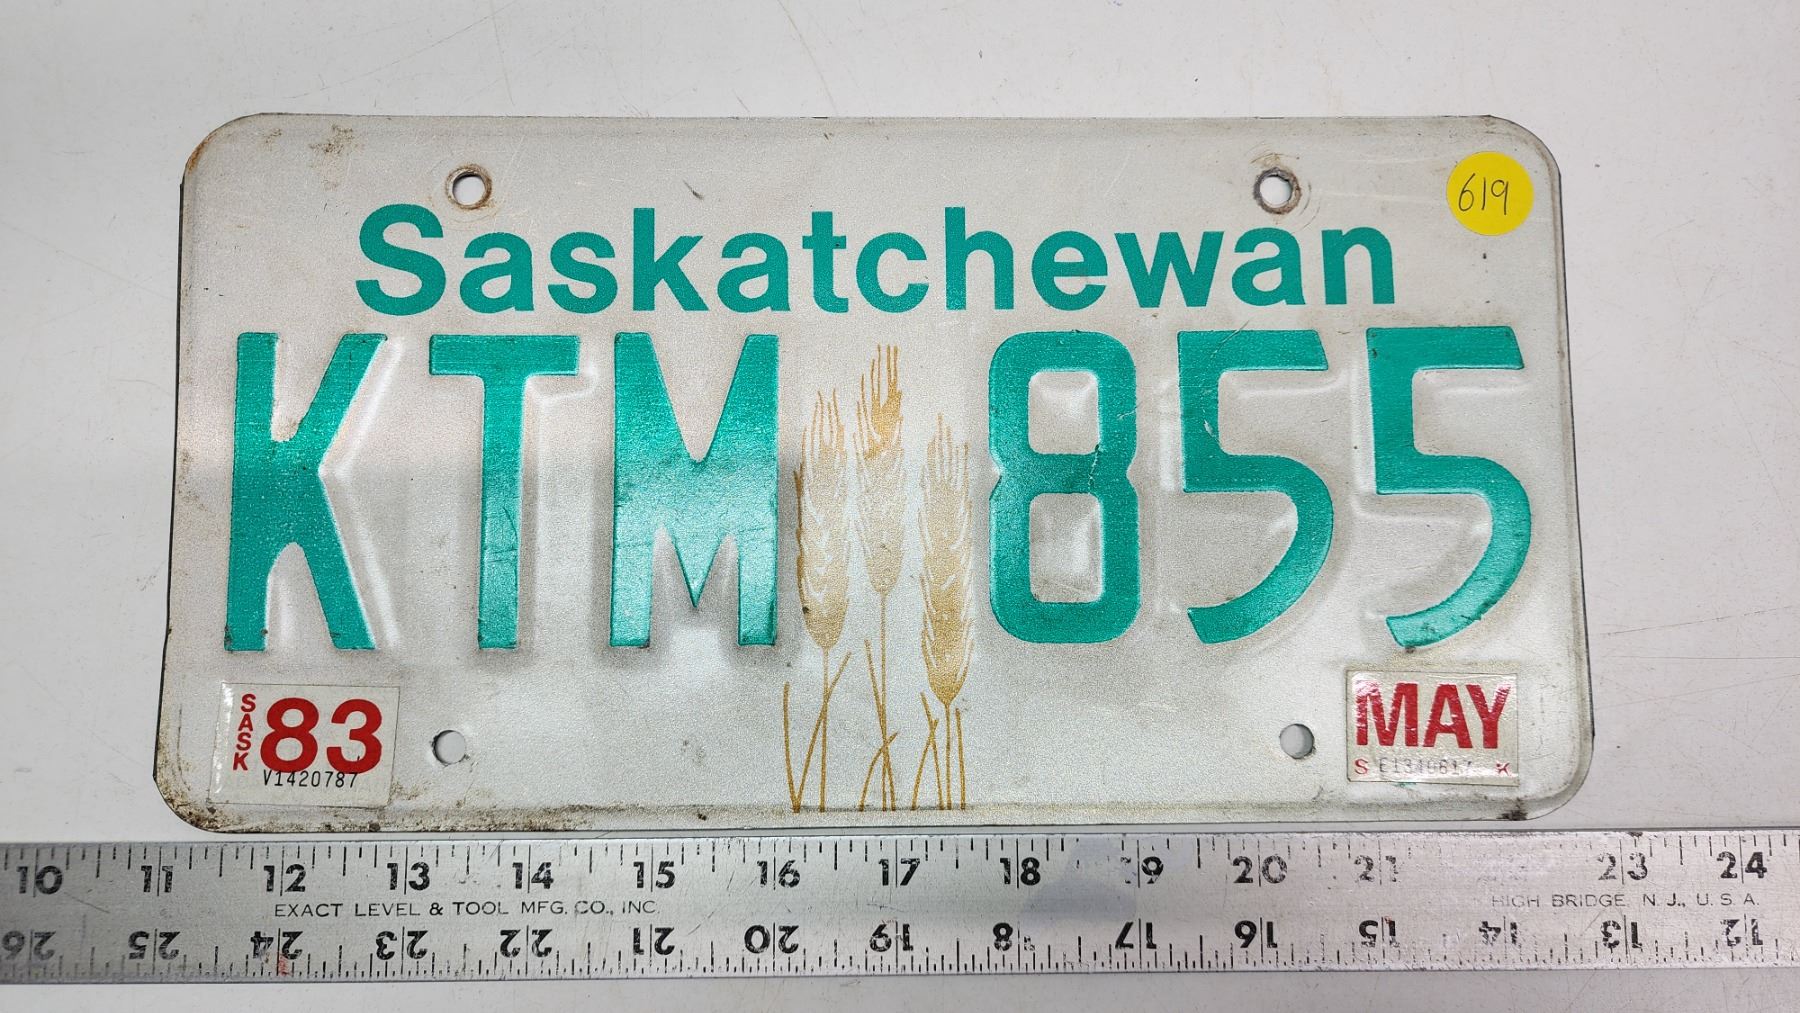 619
Saskatchewan
KTM 855
SASK 83
V1420787
MAY
S E1340617 K
10 11 12 13 14 15 16 17 18 19 20 21 23 24
EXACT LEVEL & TOOL MFG. CO., INC.
HIGH BRIDGE, N.J., U.S.A.
26 25 24 23 22 21 20 19 18 17 16 15 14 13 12